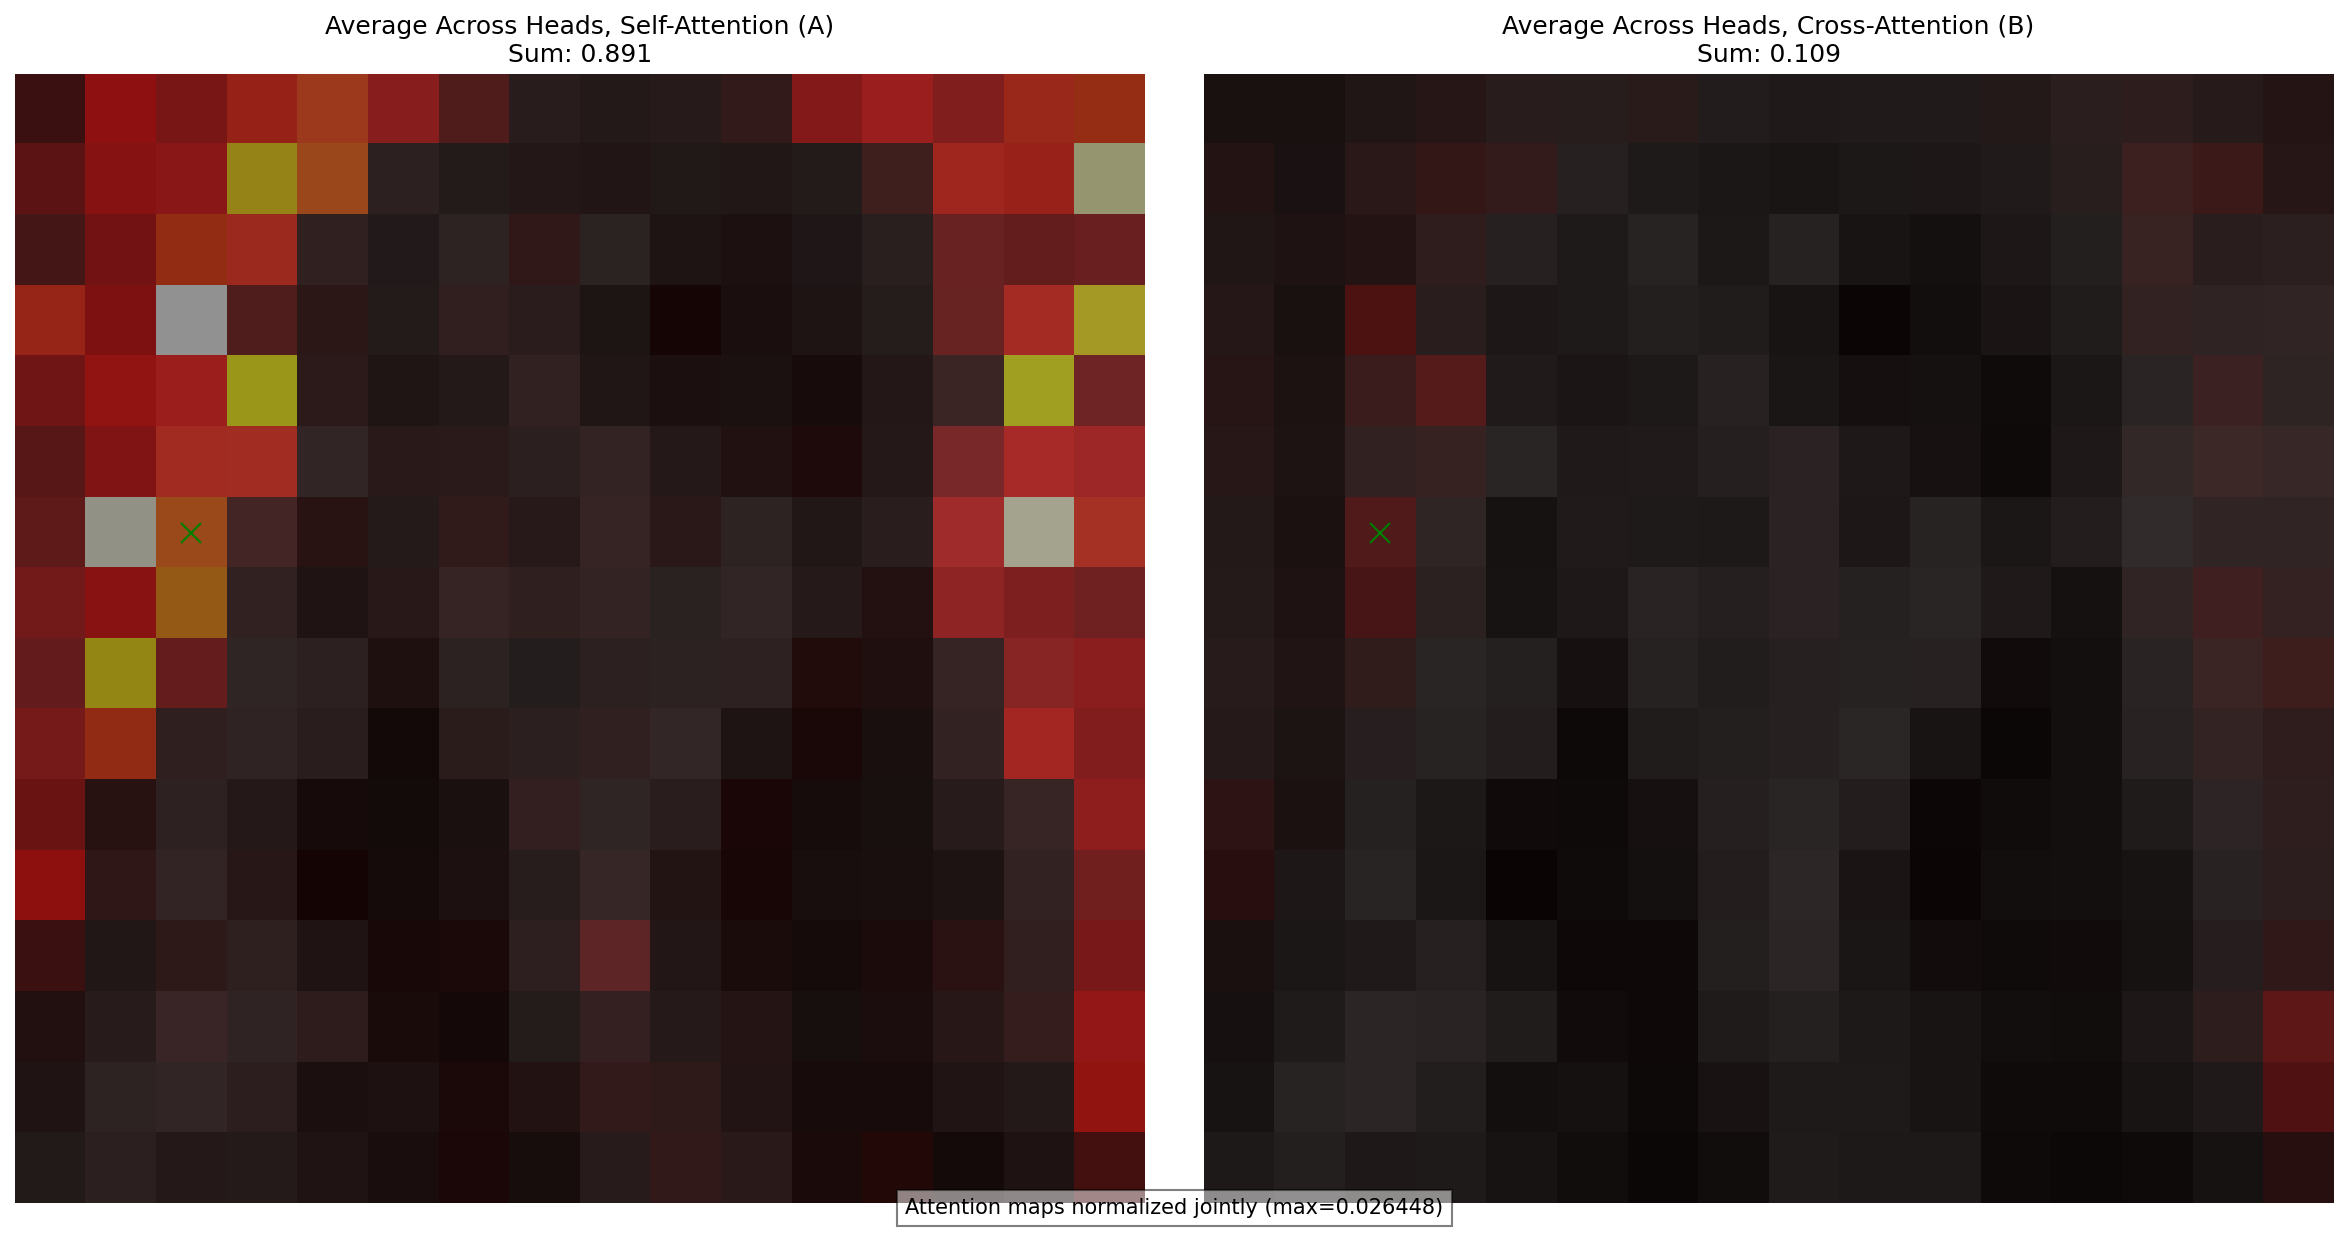 Average Across Heads, Self-Attention (A)
Sum: 0.891
Average Across Heads, Cross-Attention (B)
Sum: 0.109
Attention maps normalized jointly (max=0.026448)